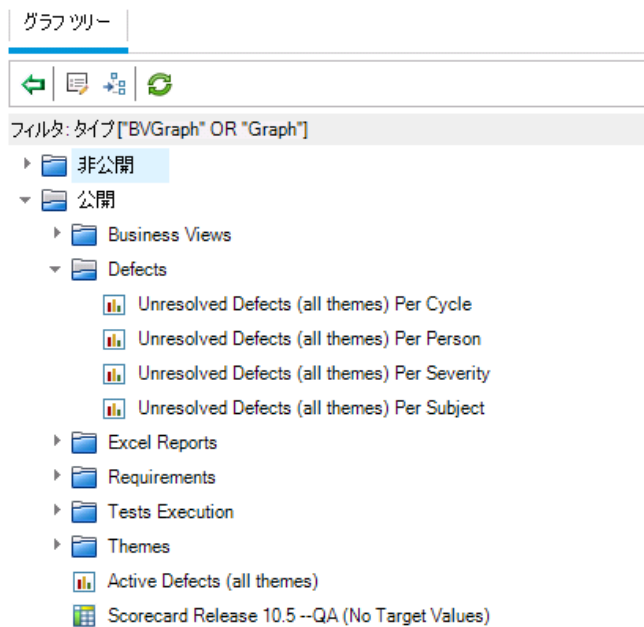 グラフ ツリー
フィルタ: タイプ["BVGraph" OR "Graph"]
非公開
公開
Business Views
Defects
Unresolved Defects (all themes) Per Cycle
Unresolved Defects (all themes) Per Person
Unresolved Defects (all themes) Per Severity
Unresolved Defects (all themes) Per Subject
Excel Reports
Requirements
Tests Execution
Themes
Active Defects (all themes)
Scorecard Release 10.5 --QA (No Target Values)